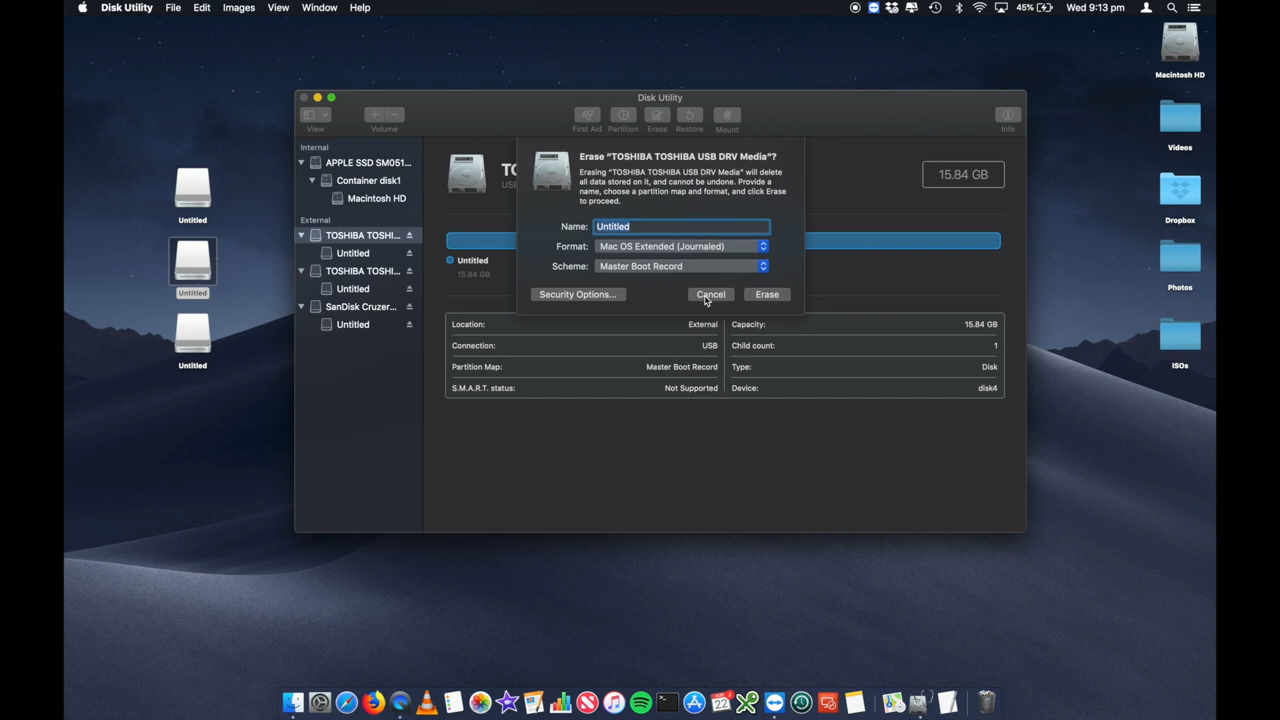 Disk Utility File Edit Images View Window Help 45% Wed 9:13 pm
Macintosh HD
Videos
Dropbox
Photos
ISOs
Untitled
Untitled
Untitled
Disk Utility
View Volume First Aid Partition Erase Restore Mount Info
Internal
APPLE SSD SM051...
Container disk1
Macintosh HD
External
TOSHIBA TOSHI...
Untitled
TOSHIBA TOSHI...
Untitled
SanDisk Cruzer...
Untitled
TO
USB
15.84 GB
Untitled
15.84 GB
Erase “TOSHIBA TOSHIBA USB DRV Media”?
Erasing “TOSHIBA TOSHIBA USB DRV Media” will delete
all data stored on it, and cannot be undone. Provide a
name, choose a partition map and format, and click Erase
to proceed.
Name: Untitled
Format: Mac OS Extended (Journaled)
Scheme: Master Boot Record
Security Options... Cancel Erase
Location: External Capacity: 15.84 GB
Connection: USB Child count: 1
Partition Map: Master Boot Record Type: Disk
S.M.A.R.T. status: Not Supported Device: disk4